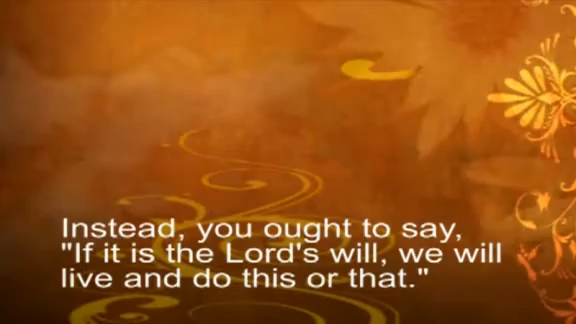 Instead, you ought to say,
"If it is the Lord's will, we will
live and do this or that."